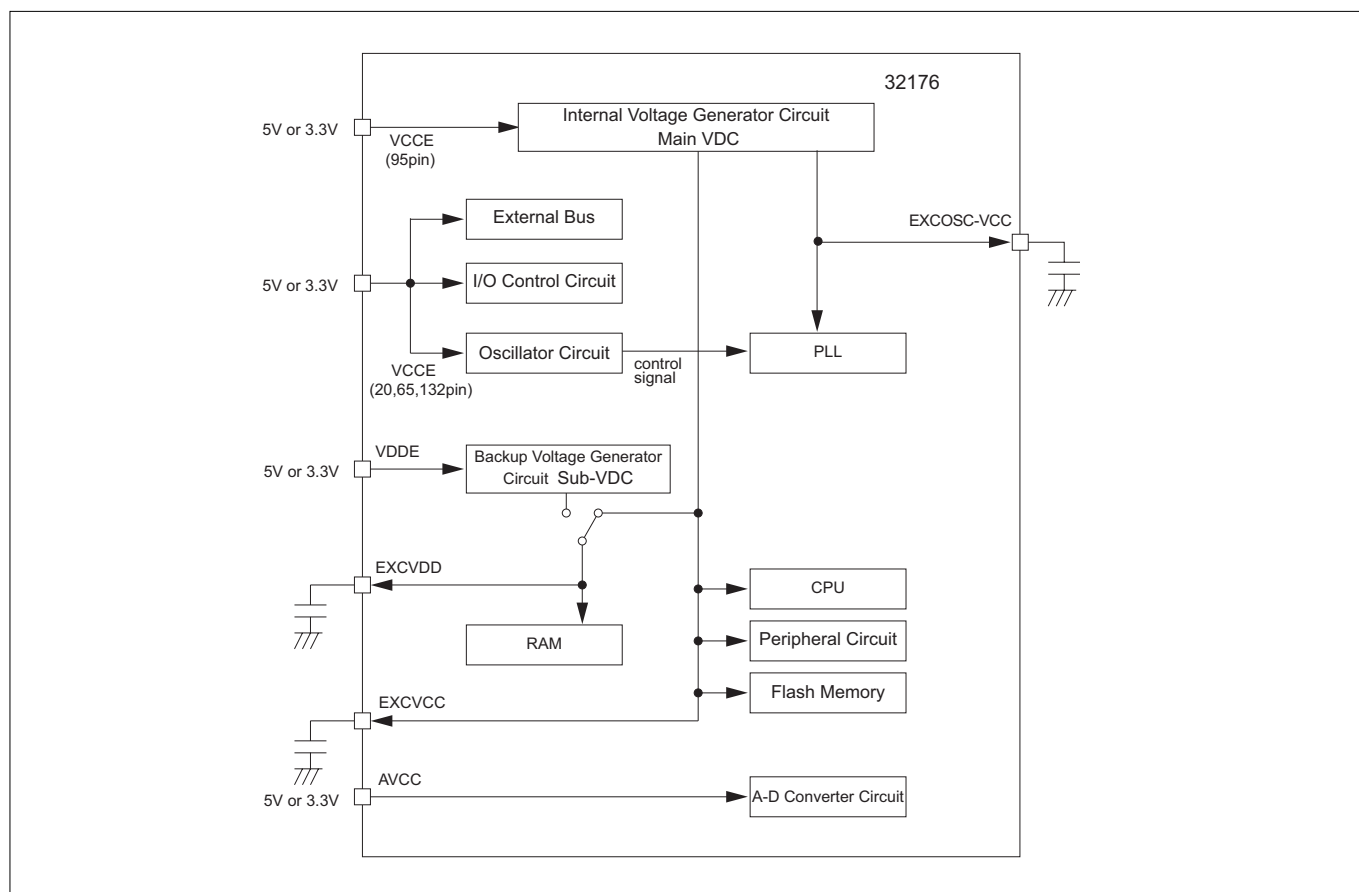 32176
5V or 3.3V
VCCE
(95pin)
Internal Voltage Generator Circuit
Main VDC
External Bus
EXCOSC-VCC
5V or 3.3V
I/O Control Circuit
VCCE
(20,65,132pin)
Oscillator Circuit
control
signal
PLL
5V or 3.3V
VDDE
Backup Voltage Generator
Circuit Sub-VDC
EXCVDD
RAM
CPU
Peripheral Circuit
Flash Memory
EXCVCC
5V or 3.3V
AVCC
A-D Converter Circuit